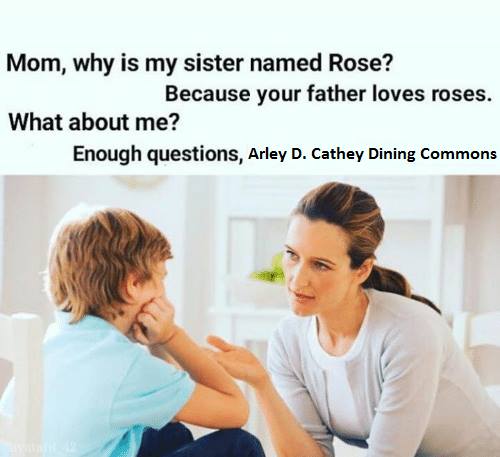 Mom, why is my sister named Rose?
Because your father loves roses.
What about me?
Enough questions, Arley D. Cathey Dining Commons